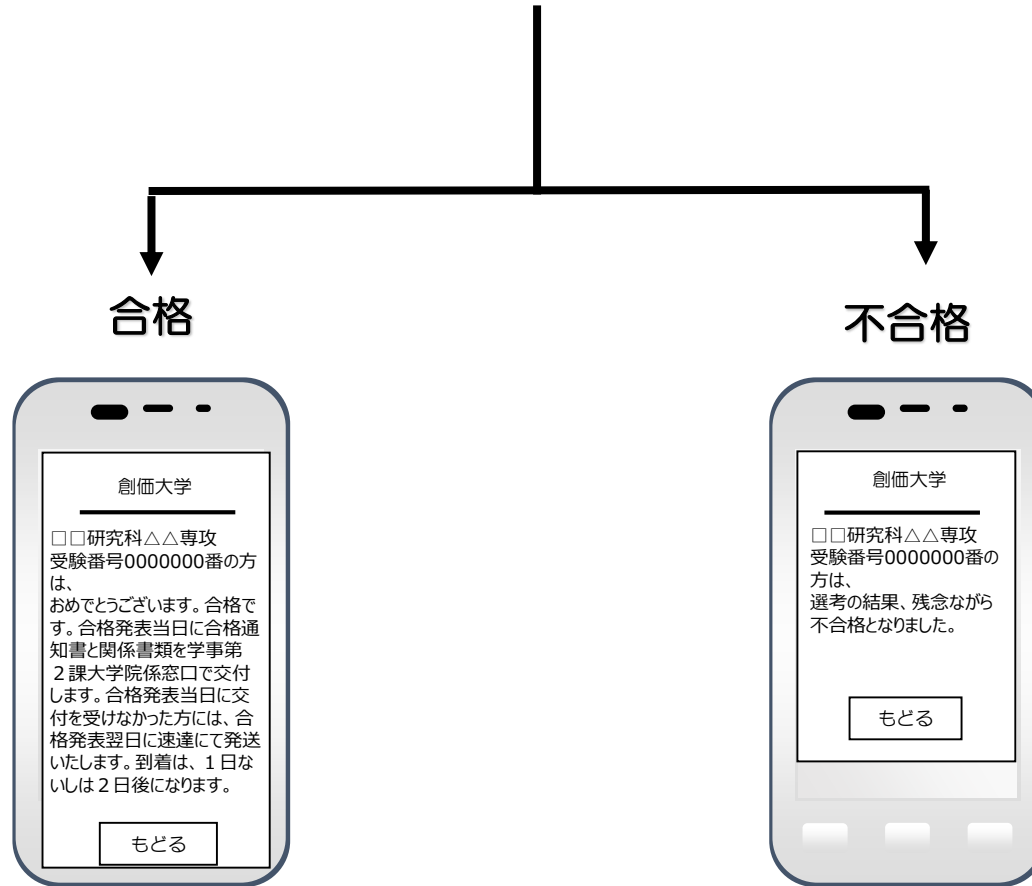 合格
不合格
創価大学
□□研究科△△専攻
受験番号0000000番の方
は、
おめでとうございます。合格で
す。合格発表当日に合格通
知書と関係書類を学事第
２課大学院係窓口で交付
します。合格発表当日に交
付を受けなかった方には、合
格発表翌日に速達にて発送
いたします。到着は、１日な
いしは２日後になります。
もどる
創価大学
□□研究科△△専攻
受験番号0000000番の
方は、
選考の結果、残念ながら
不合格となりました。
もどる